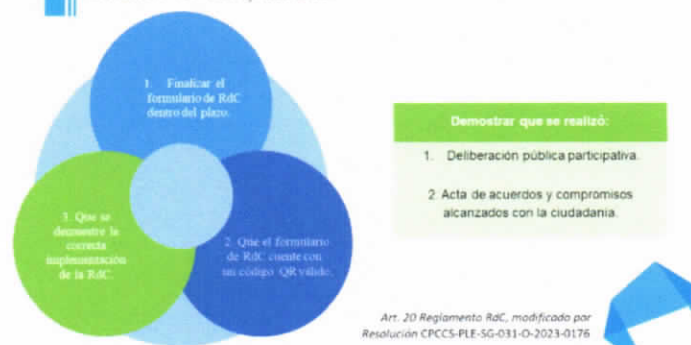 1. Finalizar el
formulario de RdC
dentro del plazo.
3. Que se
demuestre la
correcta
implementación
de la RdC.
2. Que el formulario
de RdC cuente con
un código QR válido.
Demostrar que se realizó:
1. Deliberación pública participativa.
2. Acta de acuerdos y compromisos
alcanzados con la ciudadanía.
Art. 20 Reglamento RdC, modificado por
Resolución CPCCS-PLE-SG-031-O-2023-0176